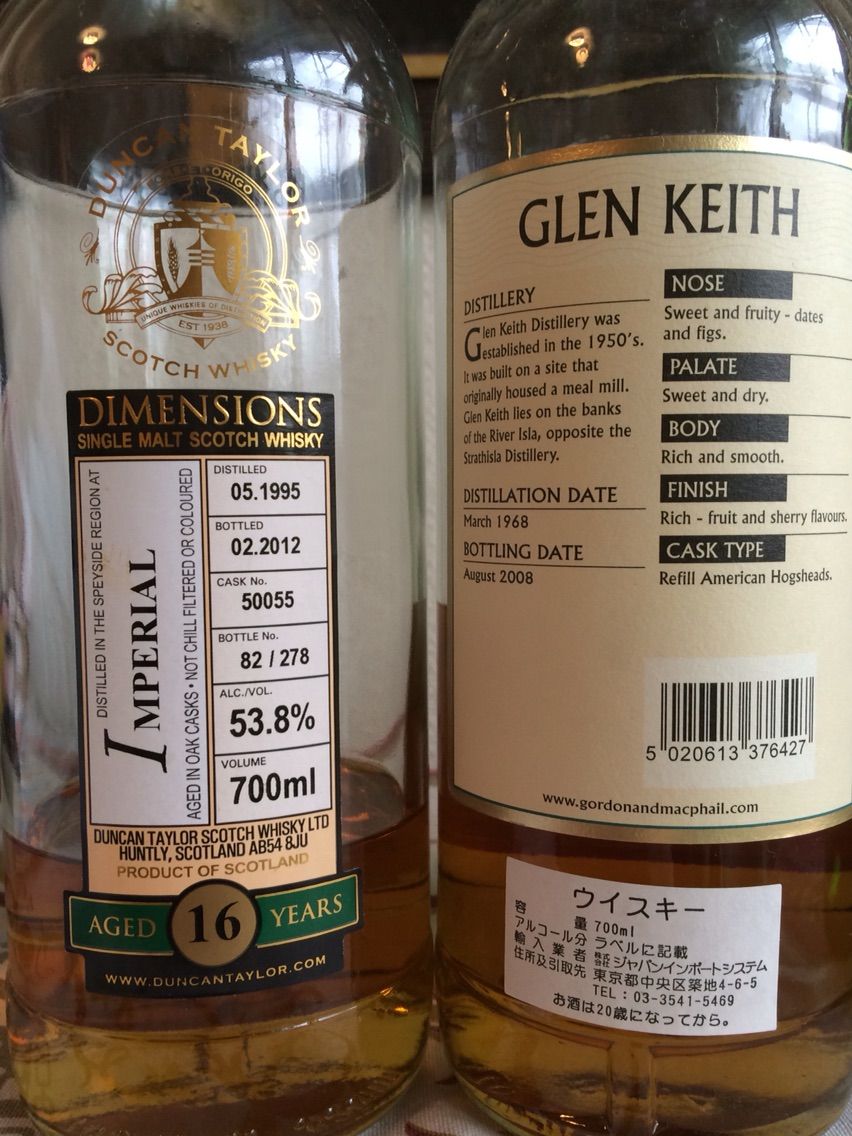 DUNCAN TAYLOR
UNIQUE WHISKIES OF DISTINCTION
EST 1938
SCOTCH WHISKY
DIMENSIONS
SINGLE MALT SCOTCH WHISKY
DISTILLED IN THE SPEYSIDE REGION AT
IMPERIAL
AGED IN OAK CASKS • NOT CHILL FILTERED OR COLOURED
DISTILLED
05.1995
BOTTLED
02.2012
CASK No.
50055
BOTTLE No.
82 / 278
ALC./VOL.
53.8%
VOLUME
700ml
DUNCAN TAYLOR SCOTCH WHISKY LTD
HUNTLY, SCOTLAND AB54 8JU
PRODUCT OF SCOTLAND
AGED 16 YEARS
WWW.DUNCANTAYLOR.COM
GLEN KEITH
DISTILLERY
Glen Keith Distillery was
established in the 1950's.
It was built on a site that
originally housed a meal mill.
Glen Keith lies on the banks
of the River Isla, opposite the
Strathisla Distillery.
DISTILLATION DATE
March 1968
BOTTLING DATE
August 2008
NOSE
Sweet and fruity - dates
and figs.
PALATE
Sweet and dry.
BODY
Rich and smooth.
FINISH
Rich - fruit and sherry flavours.
CASK TYPE
Refill American Hogsheads.
5 020613 376427
www.gordonandmacphail.com
ウイスキー
容量 700ml
アルコール分 ラベルに記載
輸入業者 株式会社ジャパンインポートシステム
住所及引取先 東京都中央区築地4-6-5
TEL：03-3541-5469
お酒は20歳になってから。